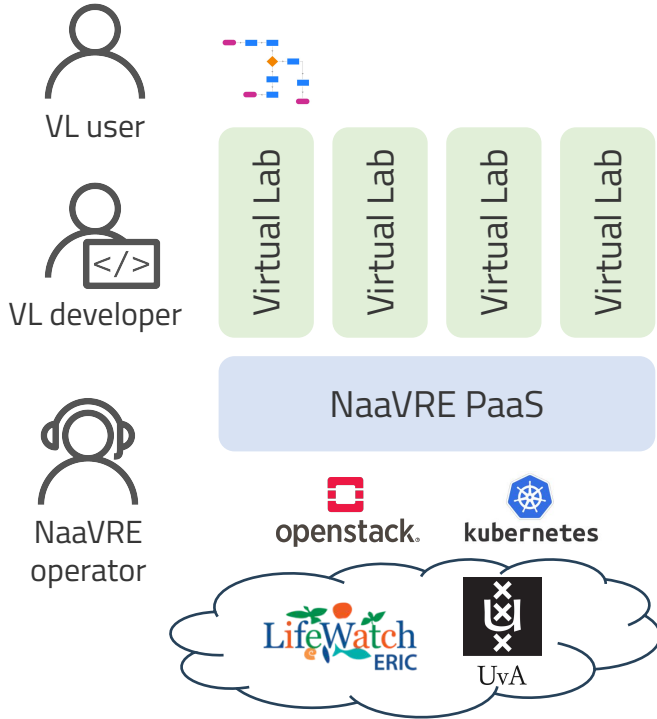 VL user
Virtual Lab
Virtual Lab
Virtual Lab
Virtual Lab
</>
VL developer
NaaVRE PaaS
NaaVRE
operator
openstack.
kubernetes
LifeWatch
ERIC
U
UvA